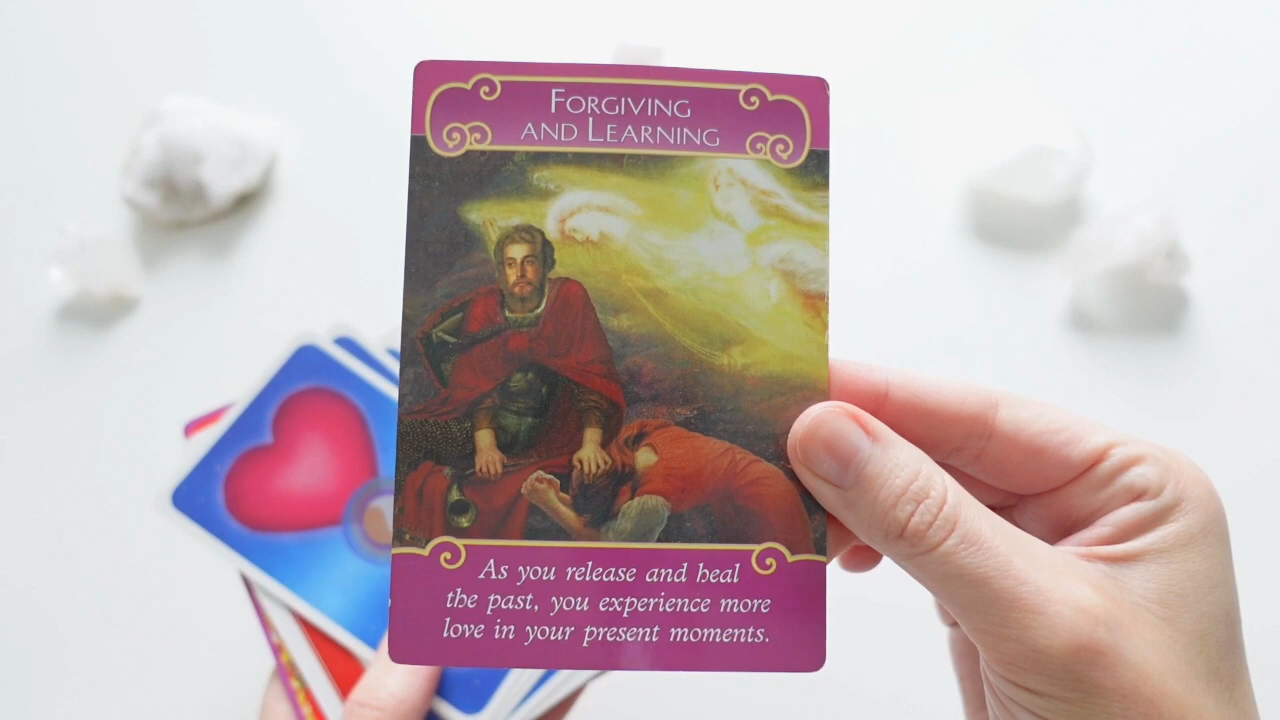 FORGIVING
AND LEARNING
As you release and heal
the past, you experience more
love in your present moments.